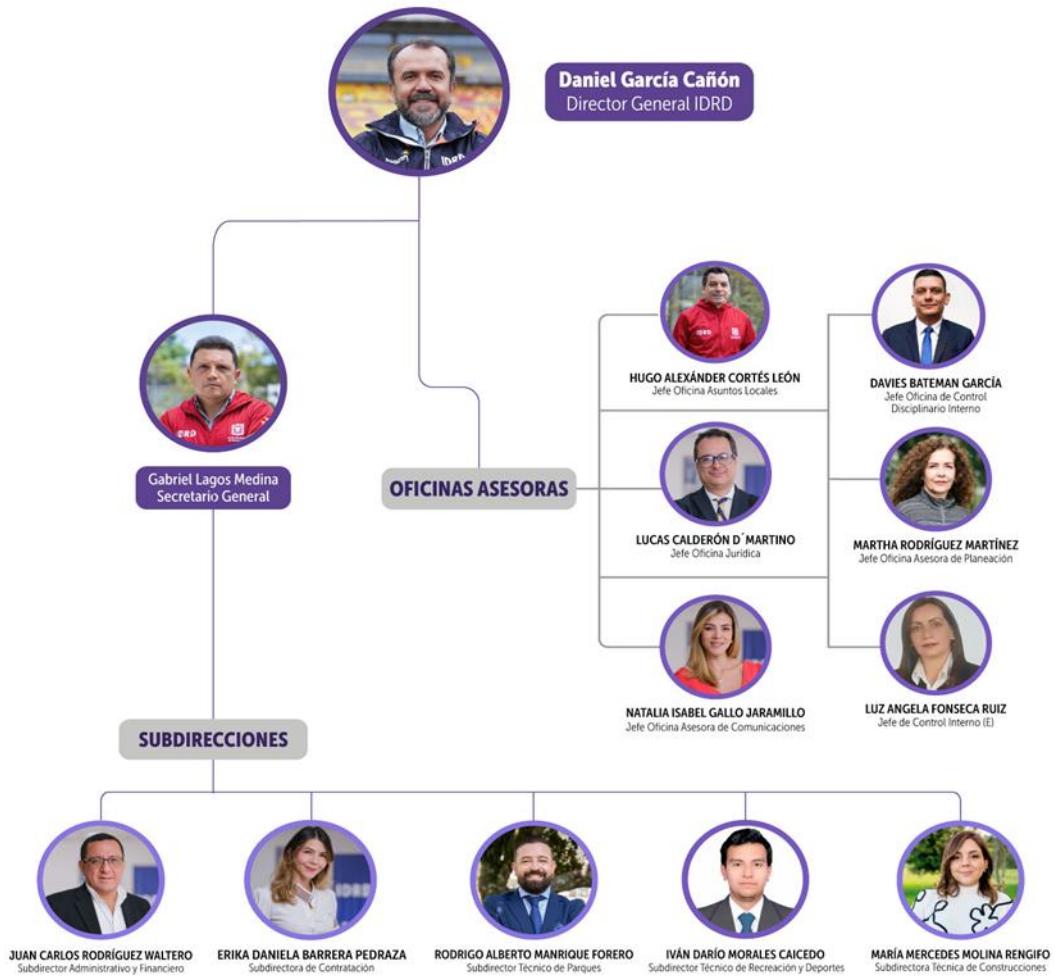 Daniel García Cañón
Director General IDRD
IDRD
HUGO ALEXÁNDER CORTÉS LEÓN
Jefe Oficina Asuntos Locales
DAVIES BATEMAN GARCÍA
Jefe Oficina de Control
Disciplinario Interno
Gabriel Lagos Medina
Secretario General
OFICINAS ASESORAS
LUCAS CALDERÓN D´MARTINO
Jefe Oficina Jurídica
MARTHA RODRÍGUEZ MARTÍNEZ
Jefe Oficina Asesora de Planeación
NATALIA ISABEL GALLO JARAMILLO
Jefe Oficina Asesora de Comunicaciones
LUZ ANGELA FONSECA RUIZ
Jefe de Control Interno (E)
SUBDIRECCIONES
JUAN CARLOS RODRÍGUEZ WALTERO
Subdirector Administrativo y Financiero
ERIKA DANIELA BARRERA PEDRAZA
Subdirectora de Contratación
RODRIGO ALBERTO MANRIQUE FORERO
Subdirector Técnico de Parques
IVÁN DARÍO MORALES CAICEDO
Subdirector Técnico de Recreación y Deportes
MARÍA MERCEDES MOLINA RENGIFO
Subdirectora Técnica de Construcciones